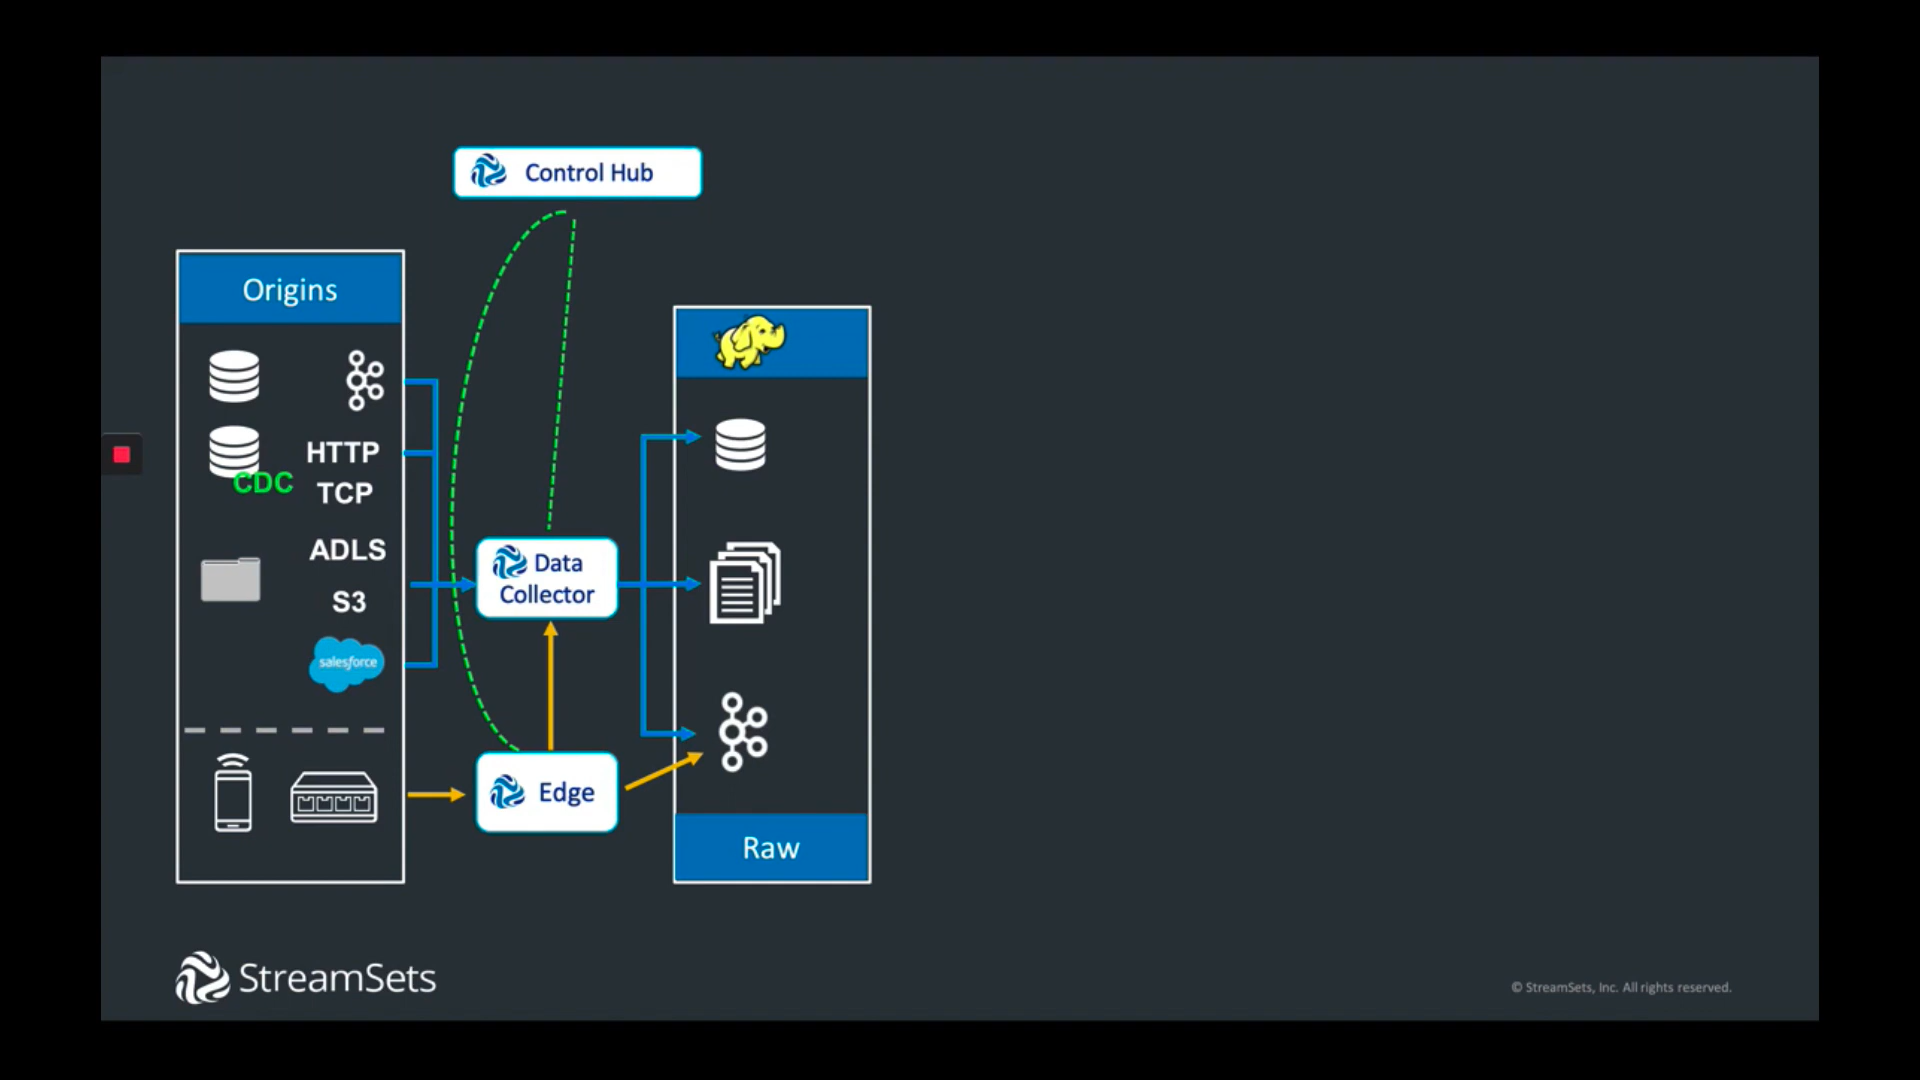 Control Hub
Origins
HTTP
CDC
TCP
ADLS
S3
salesforce
Data
Collector
Edge
Raw
StreamSets
© StreamSets, Inc. All rights reserved.